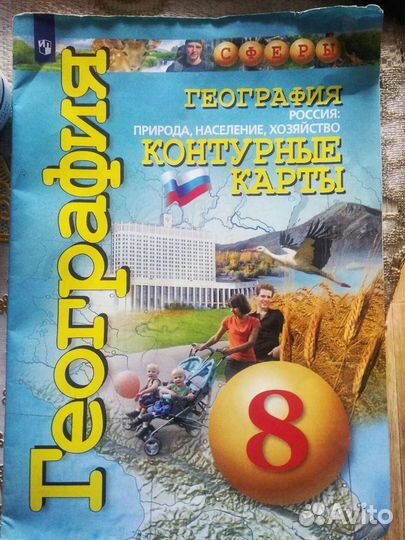 СФЕРЫ
География
ГЕОГРАФИЯ
РОССИЯ:
ПРИРОДА, НАСЕЛЕНИЕ, ХОЗЯЙСТВО
КОНТУРНЫЕ
КАРТЫ
8
Avito